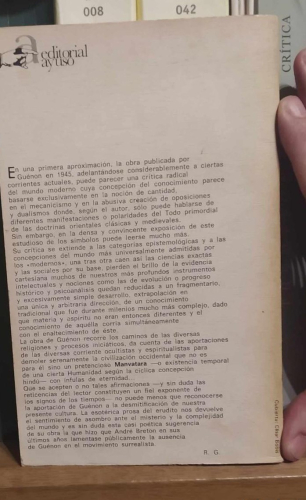 008
042
a
editorial
ayuso
CRÍTICA
En una primera aproximación, la obra publicada por
Guénon en 1945, adelantándose considerablemente a ciertas
corrientes actuales, puede parecer una crítica radical
del mundo moderno cuya concepción del conocimiento parece
basarse exclusivamente en la noción de cantidad,
en el mecanicismo y en la abusiva creación de oposiciones
y dualismos donde, según el autor, sólo puede hablarse de
diferentes manifestaciones o polaridades del Todo primordial
de las doctrinas orientales clásicas y medievales.
Sin embargo, en la densa y convincente exposición de este
estudioso de los símbolos puede leerse mucho más.
Su crítica se extiende a las categorías epistemológicas y a las
concepciones del mundo más universalmente admitidas por
los «modernos», una tras otra caen así las ciencias exactas
y las sociales por su base, pierden el brillo de la evidencia
cartesiana muchos de nuestros más profundos instrumentos
intelectuales y nociones como las de evolución o progreso
histórico y psicoanálisis quedan reducidas a un fragmentario,
y excesivamente simple desarrollo, extrapolación en
una única y arbitraria dirección, de un conocimiento
tradicional que fue durante milenios mucho más complejo, dado
que materia y espíritu no eran entonces diferentes y el
conocimiento de aquella corría simultáneamente
con el enaltecimiento de éste.
La obra de Guénon recorre los caminos de las diversas
religiones y procesos iniciáticos, da cuenta de las aportaciones
de las diversas corrientes ocultistas y espiritualistas para
demoler serenamente la civilización occidental que no es
para él sino un pretencioso Manvatara —o existencia temporal
de una cierta Humanidad según la cíclica concepción
hindú— con ínfulas de eternidad.
Que se acepten o no tales afirmaciones —y sin duda las
reticencias del lector constituyen un fiel exponente de
los signos de los tiempos— no puede menos que reconocerse
la aportación de Guénon a la desmitificación de nuestra
presente cultura. La esotérica prosa del erudito nos devuelve
el sentimiento de asombro ante el misterio y la complejidad
del mundo y es sin duda esta casi poética sugerencia
de su obra la que hizo que André Breton en sus
últimos años lamentase públicamente la ausencia
de Guénon en el movimiento surrealista.
R. G.